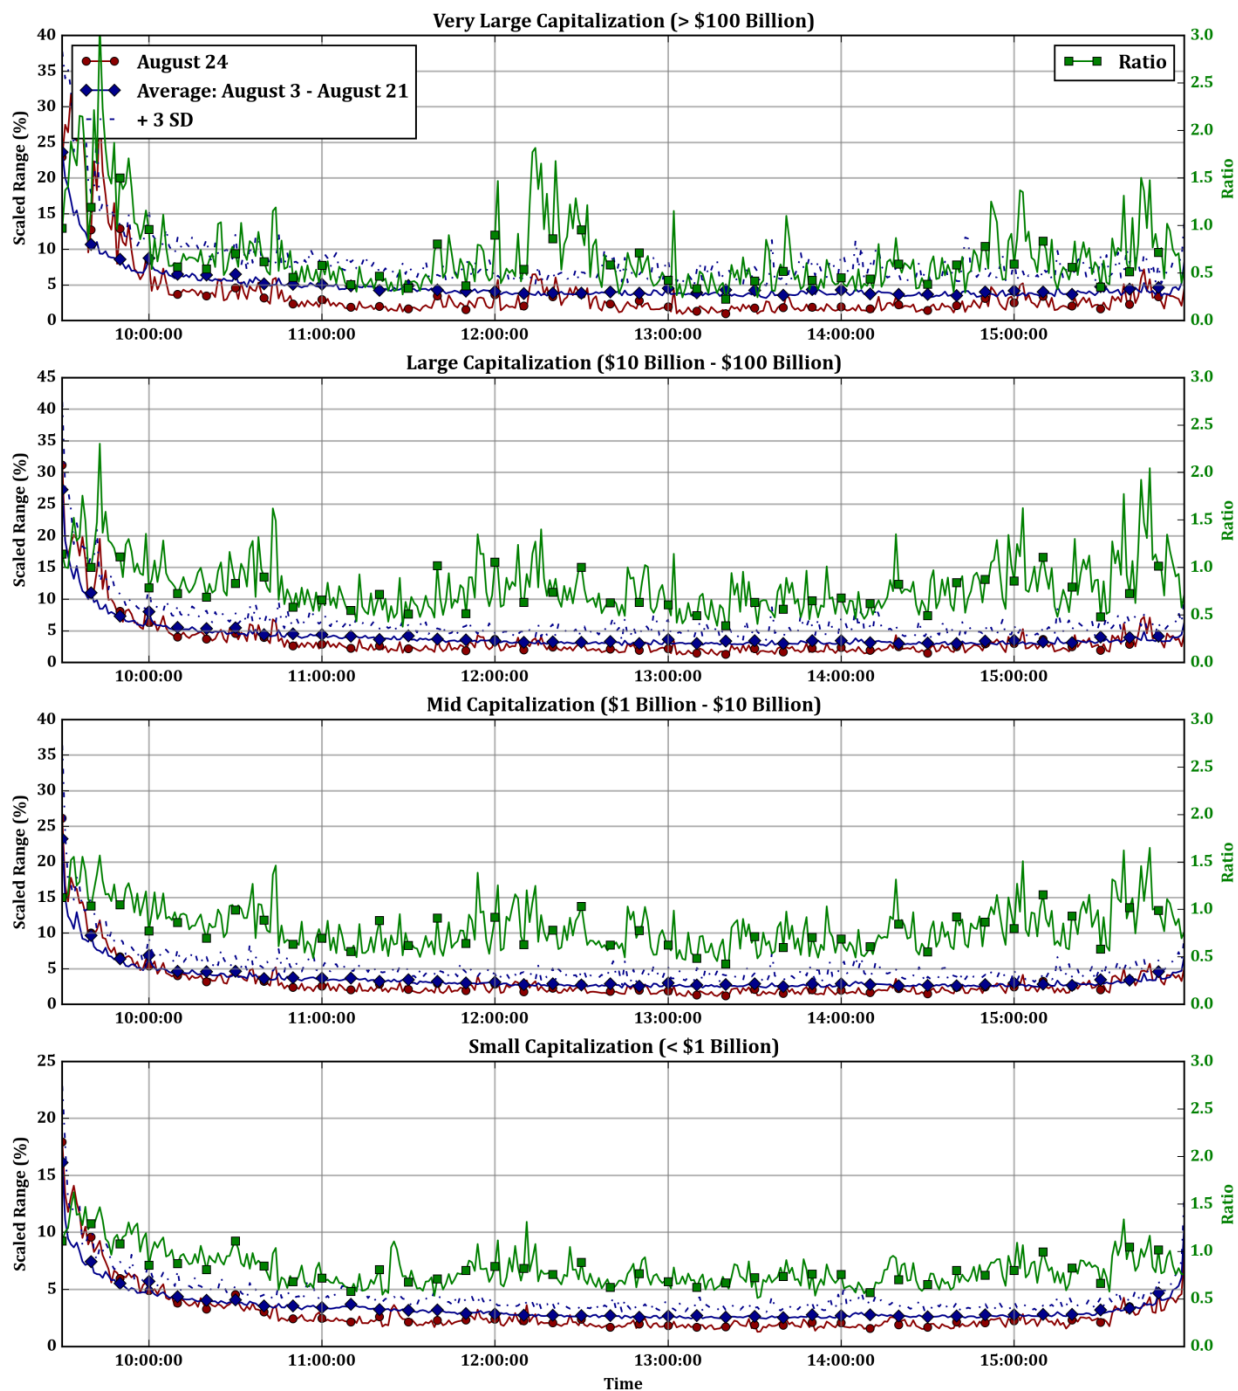 Very Large Capitalization (> $100 Billion)
40
35
30
25
20
15
10
5
0
Scaled Range (%)
August 24
Average: August 3 - August 21
+ 3 SD
Ratio
3.0
2.5
2.0
1.5
1.0
0.5
0.0
Ratio
10:00:00 11:00:00 12:00:00 13:00:00 14:00:00 15:00:00
Large Capitalization ($10 Billion - $100 Billion)
45
40
35
30
25
20
15
10
5
0
Scaled Range (%)
3.0
2.5
2.0
1.5
1.0
0.5
0.0
Ratio
10:00:00 11:00:00 12:00:00 13:00:00 14:00:00 15:00:00
Mid Capitalization ($1 Billion - $10 Billion)
40
35
30
25
20
15
10
5
0
Scaled Range (%)
3.0
2.5
2.0
1.5
1.0
0.5
0.0
Ratio
10:00:00 11:00:00 12:00:00 13:00:00 14:00:00 15:00:00
Small Capitalization (< $1 Billion)
25
20
15
10
5
0
Scaled Range (%)
3.0
2.5
2.0
1.5
1.0
0.5
0.0
Ratio
10:00:00 11:00:00 12:00:00 13:00:00 14:00:00 15:00:00
Time